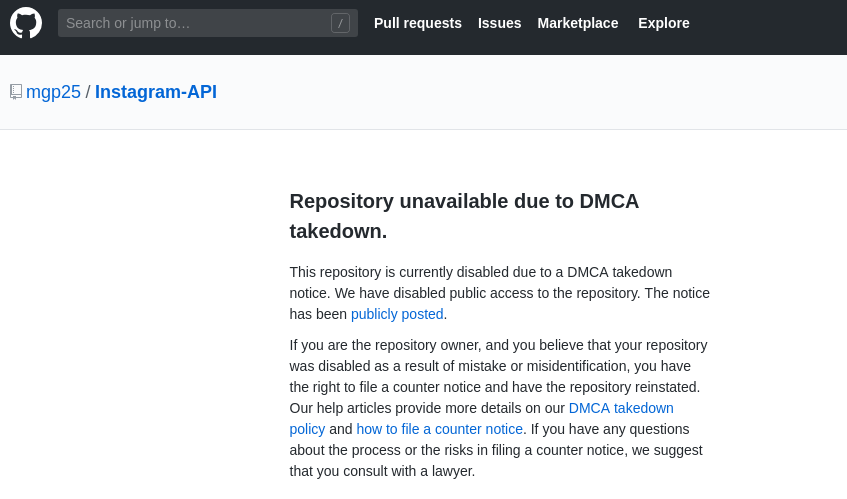 Search or jump to… / Pull requests Issues Marketplace Explore
mgp25 / Instagram-API
Repository unavailable due to DMCA
takedown.
This repository is currently disabled due to a DMCA takedown
notice. We have disabled public access to the repository. The notice
has been publicly posted.
If you are the repository owner, and you believe that your repository
was disabled as a result of mistake or misidentification, you have
the right to file a counter notice and have the repository reinstated.
Our help articles provide more details on our DMCA takedown
policy and how to file a counter notice. If you have any questions
about the process or the risks in filing a counter notice, we suggest
that you consult with a lawyer.